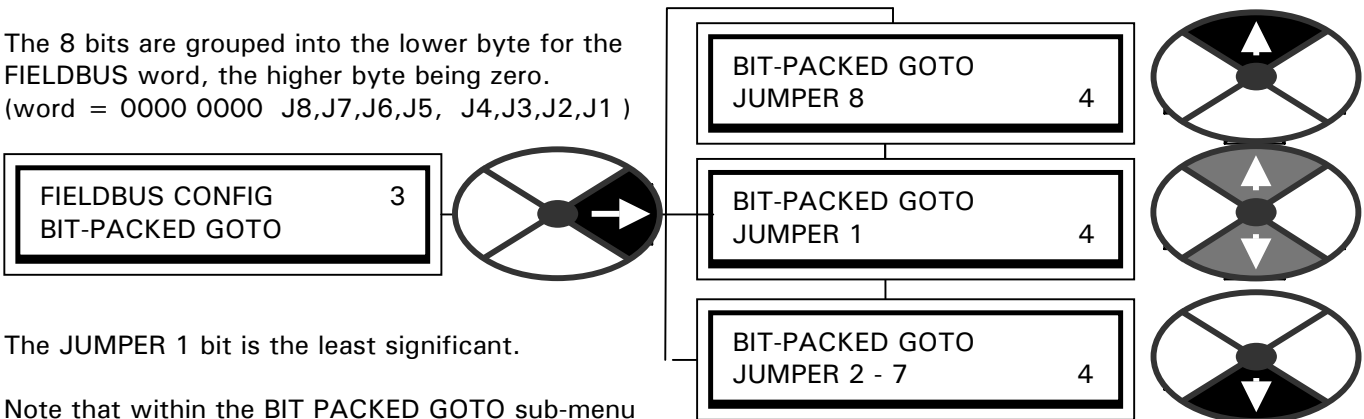 The 8 bits are grouped into the lower byte for the
FIELDBUS word, the higher byte being zero.
(word = 0000 0000 J8,J7,J6,J5, J4,J3,J2,J1 )
FIELDBUS CONFIG 3
BIT-PACKED GOTO
BIT-PACKED GOTO
JUMPER 8 4
BIT-PACKED GOTO
JUMPER 1 4
BIT-PACKED GOTO
JUMPER 2 - 7 4
The JUMPER 1 bit is the least significant.
Note that within the BIT PACKED GOTO sub-menu